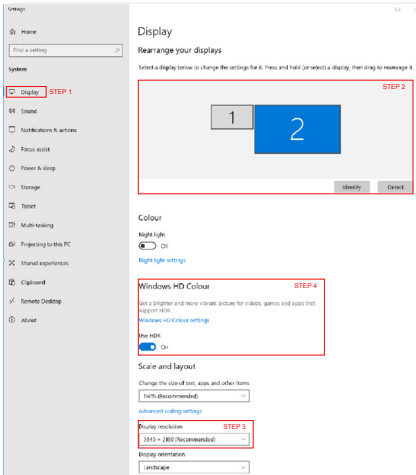 Settings
Home
Find a setting
System
Display STEP 1
Sound
Notifications & actions
Focus assist
Power & sleep
Storage
Tablet
Multi-tasking
Projecting to this PC
Shared experiences
Clipboard
Remote Desktop
About
Display
Rearrange your displays
Select a display below to change the settings for it. Press and hold (or select) a display, then drag to rearrange it.
STEP 2
1
2
Identify Detect
Colour
Night light
Off
Night light settings
Windows HD Colour STEP 4
Get a brighter and more vibrant picture for videos, games and apps that
support HDR.
Windows HD Colour settings
Use HDR
On
Scale and layout
Change the size of text, apps and other items
150% (Recommended)
Advanced scaling settings
Display resolution STEP 3
3840 × 2160 (Recommended)
Display orientation
Landscape